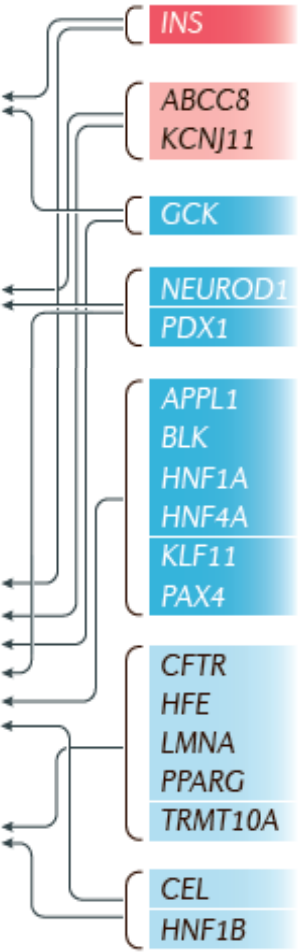 INS
ABCC8
KCNJ11
GCK
NEUROD1
PDX1
APPL1
BLK
HNF1A
HNF4A
KLF11
PAX4
CFTR
HFE
LMNA
PPARG
TRMT10A
CEL
HNF1B